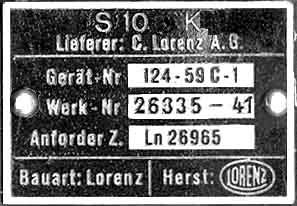 S 10 K
Lieferer: C. Lorenz A. G
Gerät-Nr 124-59 C-1
Werk-Nr 26335-41
Anforder Z. Ln 26965
Bauart: Lorenz Herst: LORENZ